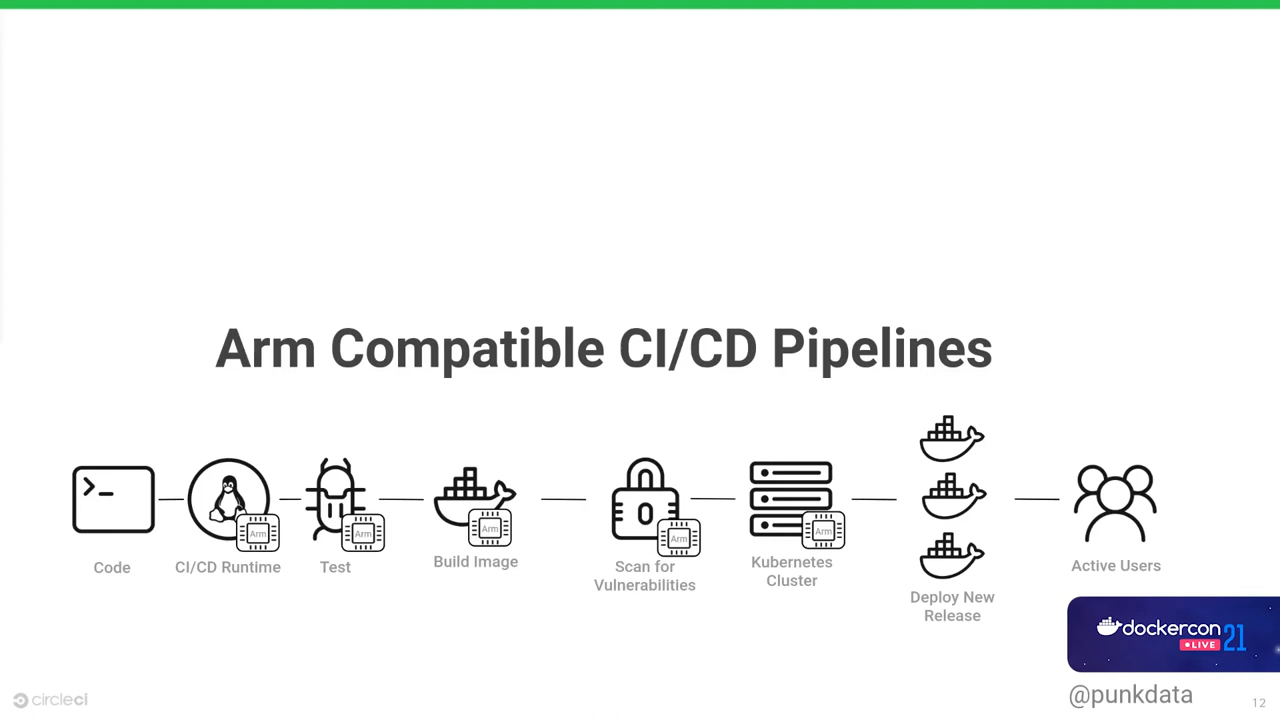 Arm Compatible CI/CD Pipelines
Arm
Arm
Arm
Arm
Arm
Code
CI/CD Runtime
Test
Build Image
Scan for
Vulnerabilities
Kubernetes
Cluster
Deploy New
Release
Active Users
dockercon
LIVE
21
@punkdata
circleci
12